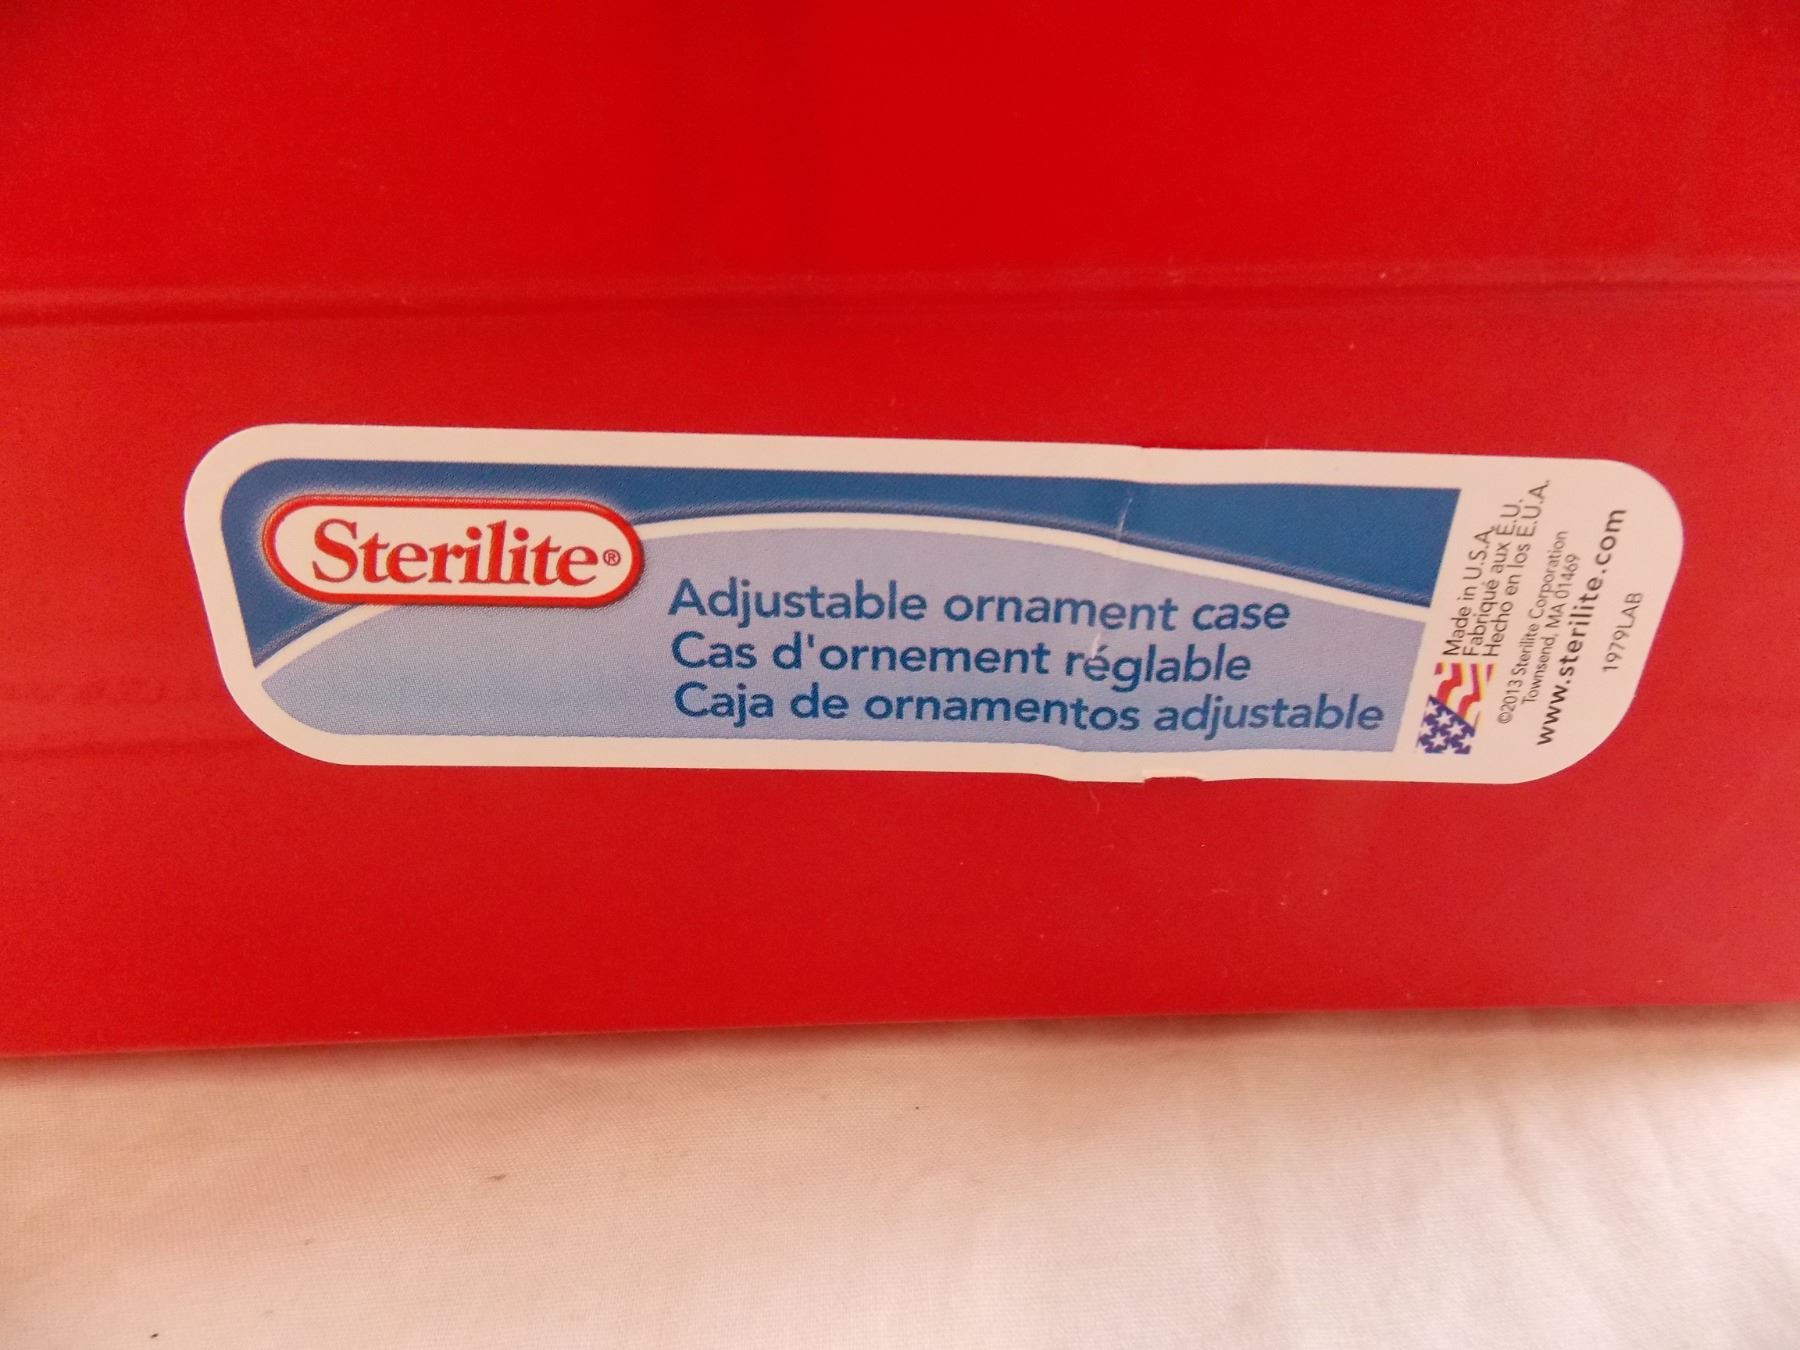 Sterilite®
Adjustable ornament case
Cas d'ornement réglable
Caja de ornamentos adjustable
Made in U.S.A.
Fabriqué aux É.U.
Hecho en los E.U.A.
©2013 Sterilite Corporation
Townsend, MA 01469
www.sterilite.com
1979LAB